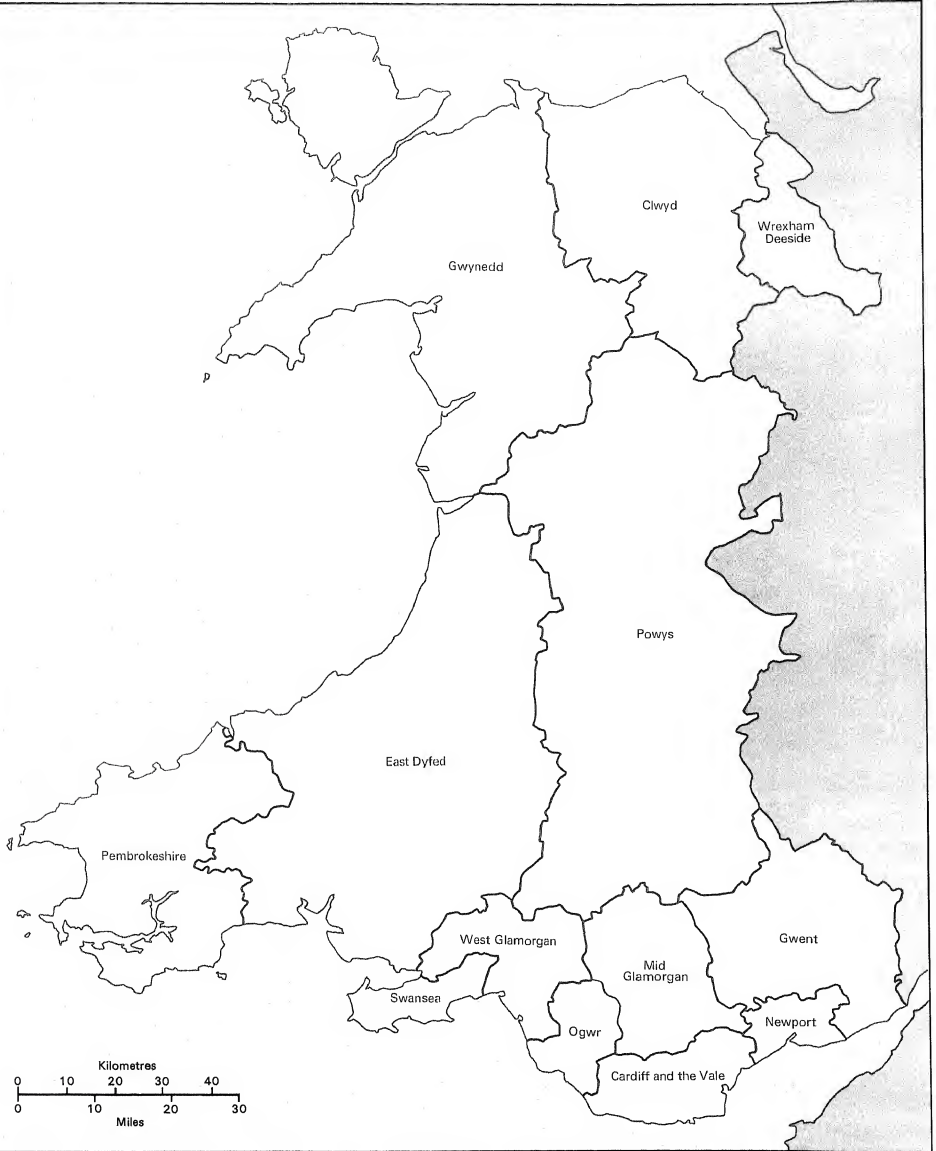 Clwyd
Wrexham
Deeside
Gwynedd
Powys
East Dyfed
Pembrokeshire
West Glamorgan
Gwent
Mid
Glamorgan
Swansea
Newport
Ogwr
Cardiff and the Vale
Kilometres
0 10 20 30 40
0 10 20 30
Miles